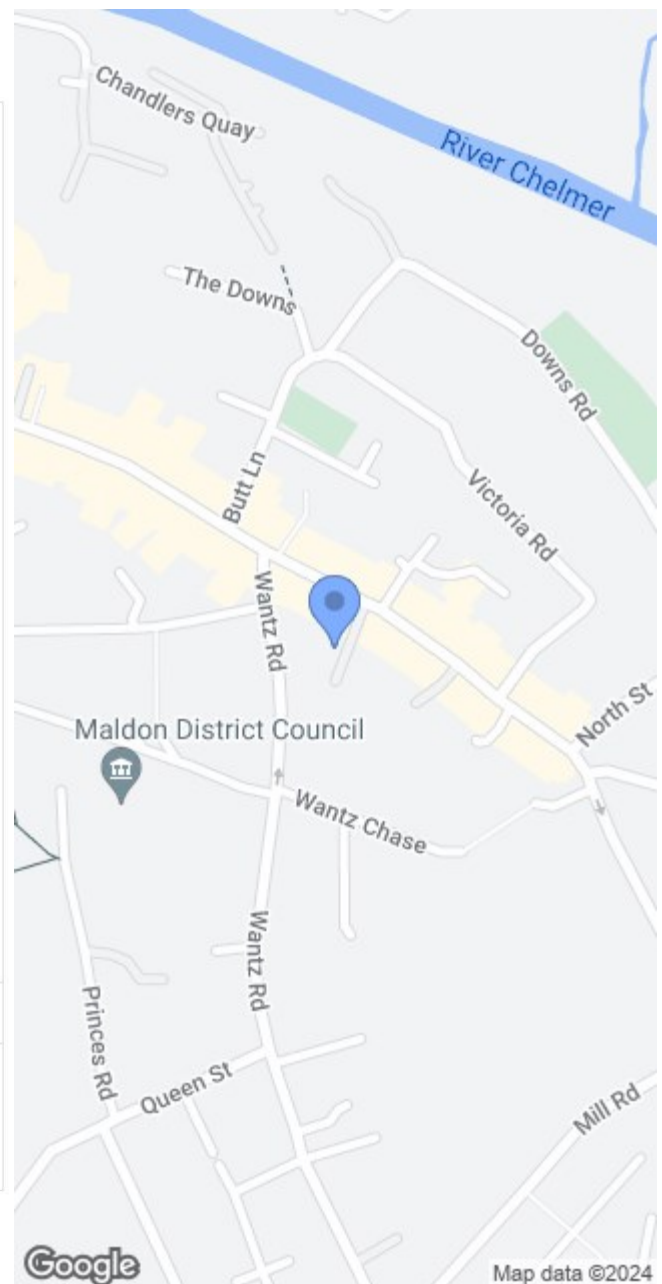 Chandlers Quay
River Chelmer
The Downs
Downs Rd
Butt Ln
Victoria Rd
Wantz Rd
North St
Maldon District Council
Wantz Chase
Wantz Rd
Princes Rd
Queen St
Mill Rd
Google
Map data ©2024